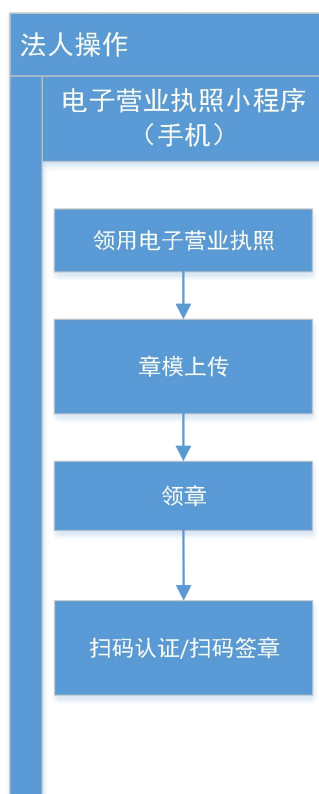 法人操作
电子营业执照小程序
（手机）
领用电子营业执照
章模上传
领章
扫码认证/扫码签章